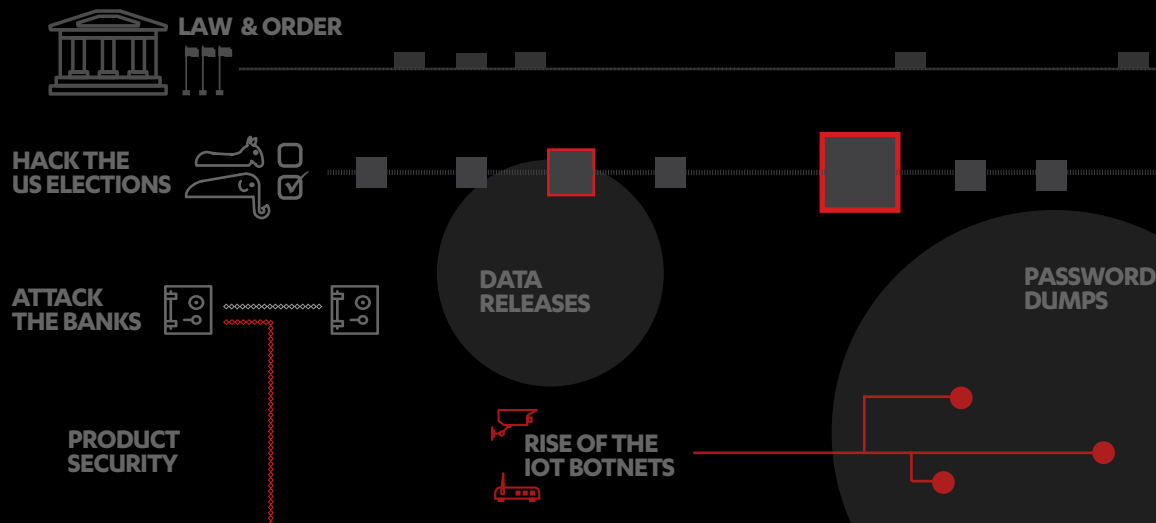 LAW & ORDER
HACK THE
US ELECTIONS
DATA
RELEASES
PASSWORD
DUMPS
ATTACK
THE BANKS
PRODUCT
SECURITY
RISE OF THE
IOT BOTNETS